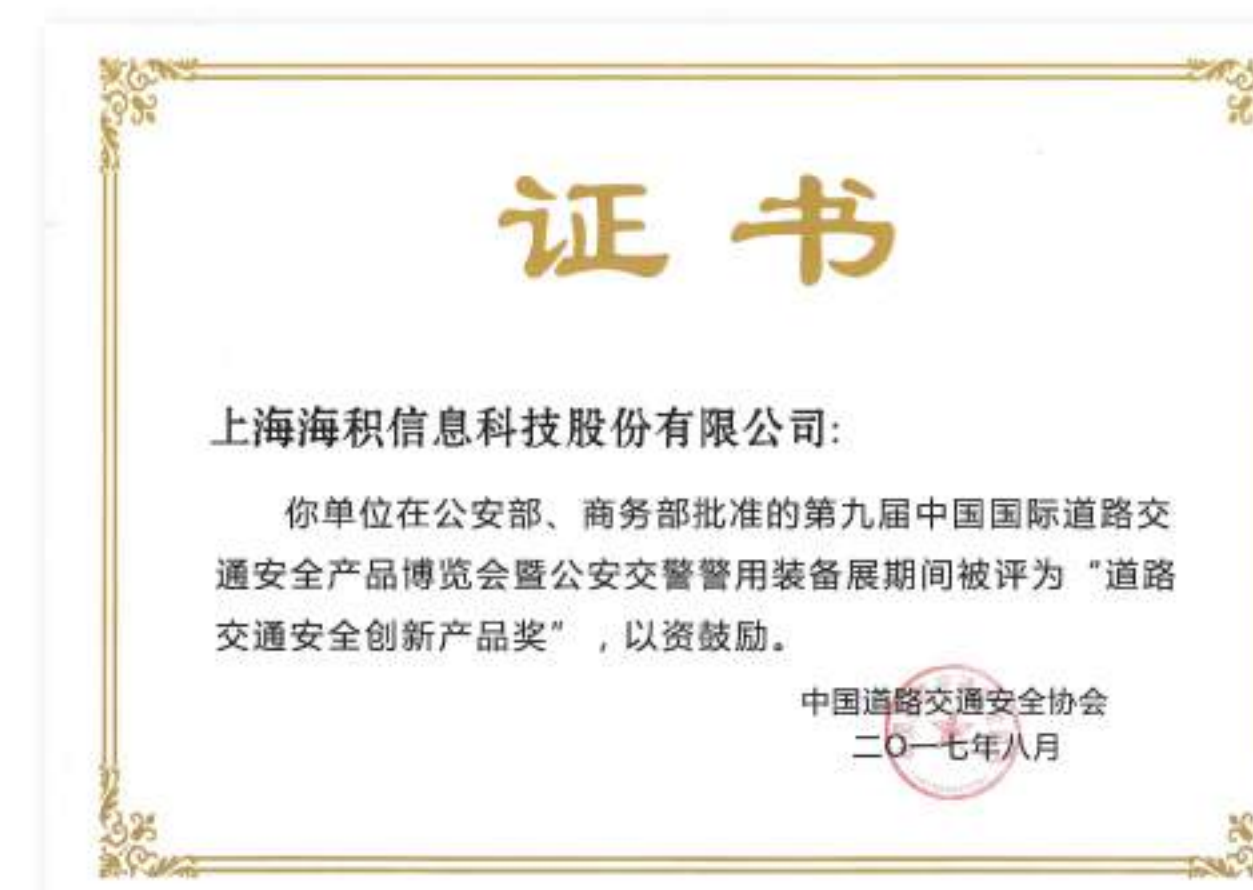 证书
上海海积信息科技股份有限公司:
你单位在公安部、商务部批准的第九届中国国际道路交
通安全产品博览会暨公安交警警用装备展期间被评为“道路
交通安全创新产品奖”,以资鼓励。
中国道路交通安全协会
二〇一七年八月